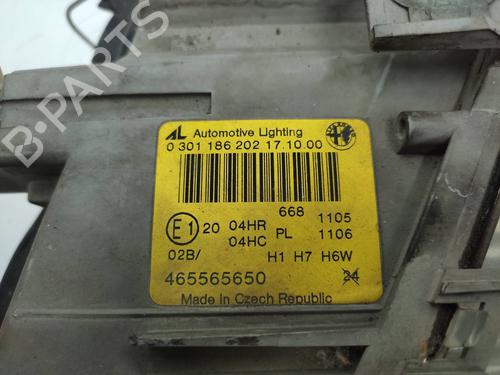 B-PARTS
AL Automotive Lighting
0 301 186 202 17.10.00
668
E1 20 04HR 1105
04HC PL 1106
02B/ H1 H7 H6W
465565650 24
Made in Czech Republic